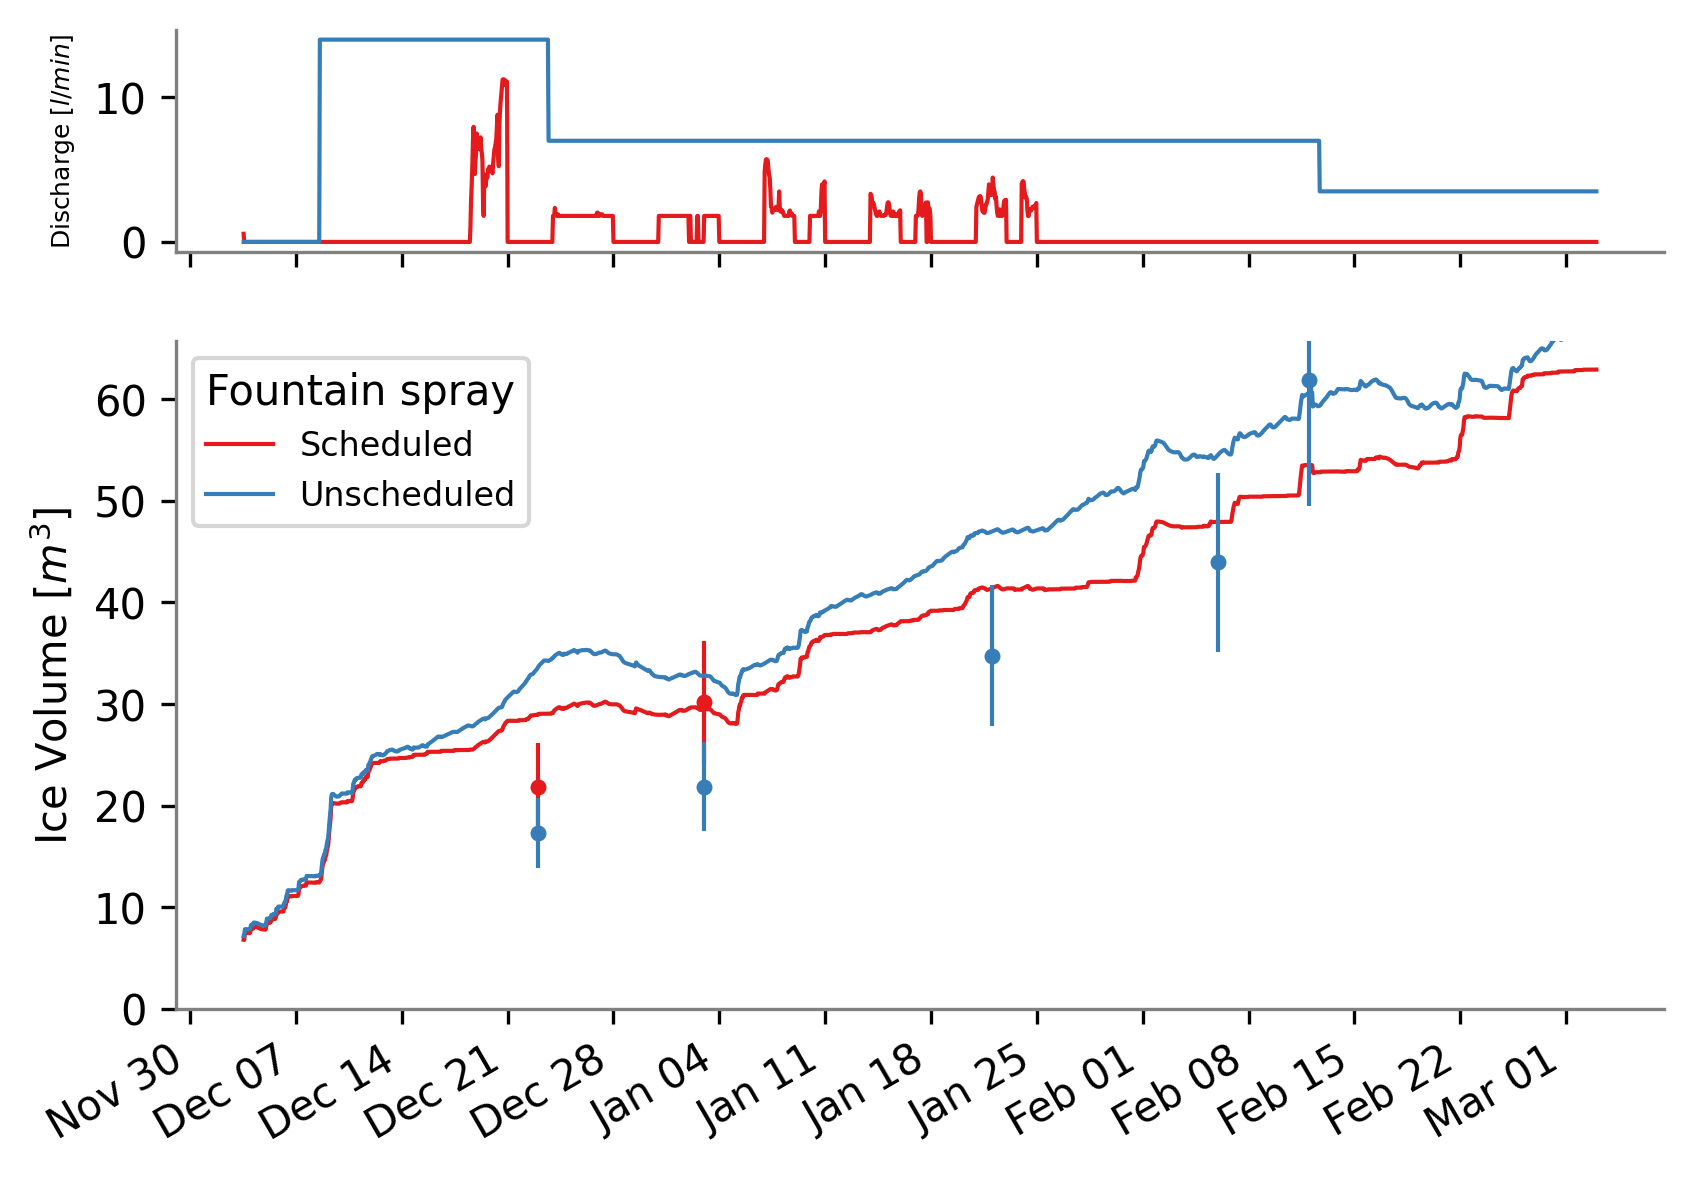 Discharge [l/min]
10
0
Fountain spray
Scheduled
Unscheduled
Ice Volume [m³]
60
50
40
30
20
10
0
Nov 30
Dec 07
Dec 14
Dec 21
Dec 28
Jan 04
Jan 11
Jan 18
Jan 25
Feb 01
Feb 08
Feb 15
Feb 22
Mar 01